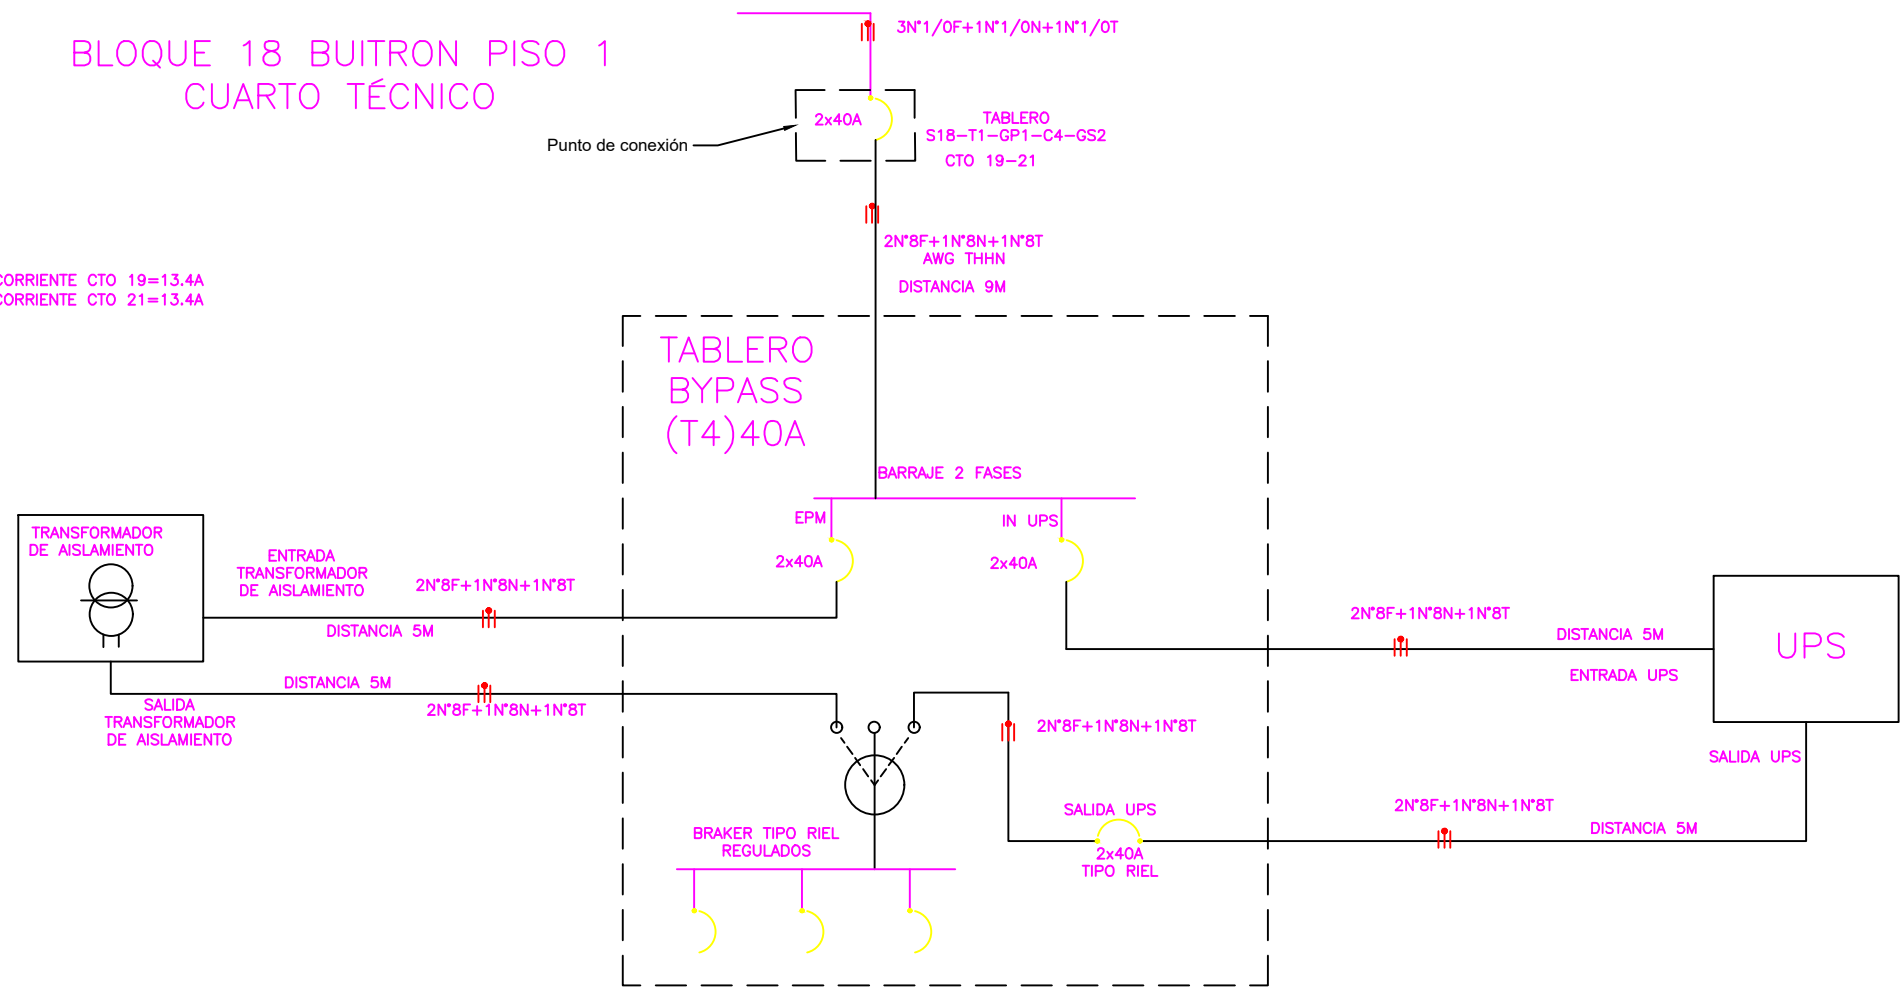 BLOQUE 18 BUITRON PISO 1
CUARTO TÉCNICO
3N°1/0F+1N°1/0N+1N°1/0T
2x40A
Punto de conexión
TABLERO
S18-T1-GP1-C4-GS2
CTO 19-21
2N°8F+1N°8N+1N°8T
AWG THHN
DISTANCIA 9M
CORRIENTE CTO 19=13.4A
CORRIENTE CTO 21=13.4A
TABLERO
BYPASS
(T4)40A
BARRAJE 2 FASES
EPM
2x40A
IN UPS
2x40A
TRANSFORMADOR
DE AISLAMIENTO
ENTRADA
TRANSFORMADOR
DE AISLAMIENTO
2N°8F+1N°8N+1N°8T
DISTANCIA 5M
DISTANCIA 5M
2N°8F+1N°8N+1N°8T
SALIDA
TRANSFORMADOR
DE AISLAMIENTO
2N°8F+1N°8N+1N°8T
DISTANCIA 5M
ENTRADA UPS
UPS
2N°8F+1N°8N+1N°8T
SALIDA UPS
SALIDA UPS
2x40A
TIPO RIEL
2N°8F+1N°8N+1N°8T
DISTANCIA 5M
BRAKER TIPO RIEL
REGULADOS